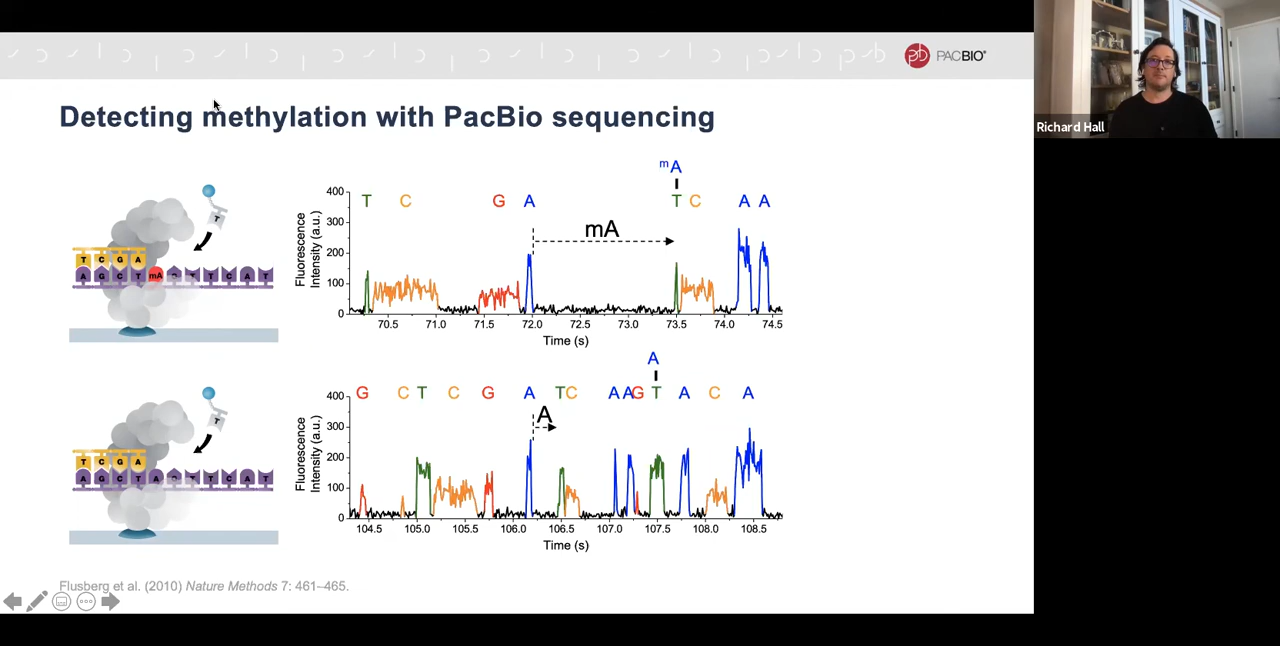 PACBIO®
Richard Hall
Detecting methylation with PacBio sequencing
mA
T C G A T C A A
mA
400
300
200
100
0
Fluorescence
Intensity (a.u.)
70.5 71.0 71.5 72.0 72.5 73.0 73.5 74.0 74.5
Time (s)
T
T C G A
A G C T mA C T T C A T
A
G C T C G A T C A A G T A C A
A
400
300
200
100
0
Fluorescence
Intensity (a.u.)
104.5 105.0 105.5 106.0 106.5 107.0 107.5 108.0 108.5
Time (s)
T
T C G A
A G C T A C T T C A T
Flusberg et al. (2010) Nature Methods 7: 461–465.